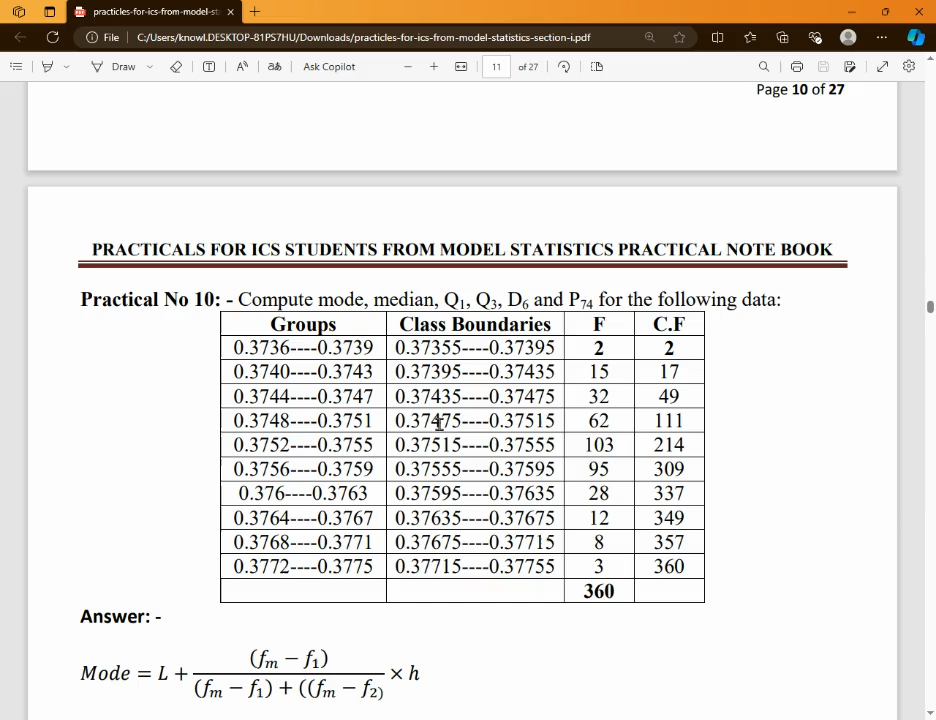 practicles-for-ics-from-model-st
File C:/Users/knowl.DESKTOP-81PS7HU/Downloads/practicles-for-ics-from-model-statistics-section-i.pdf
Draw Ask Copilot 11 of 27
Page 10 of 27
PRACTICALS FOR ICS STUDENTS FROM MODEL STATISTICS PRACTICAL NOTE BOOK
Practical No 10: - Compute mode, median, Q₁, Q₃, D₆ and P₇₄ for the following data:
Groups Class Boundaries F C.F
0.3736----0.3739 0.37355----0.37395 2 2
0.3740----0.3743 0.37395----0.37435 15 17
0.3744----0.3747 0.37435----0.37475 32 49
0.3748----0.3751 0.37475----0.37515 62 111
0.3752----0.3755 0.37515----0.37555 103 214
0.3756----0.3759 0.37555----0.37595 95 309
0.376----0.3763 0.37595----0.37635 28 337
0.3764----0.3767 0.37635----0.37675 12 349
0.3768----0.3771 0.37675----0.37715 8 357
0.3772----0.3775 0.37715----0.37755 3 360
360
Answer: -
Mode = L + (fₘ − f₁) / (fₘ − f₁) + ((fₘ − f₂) × h